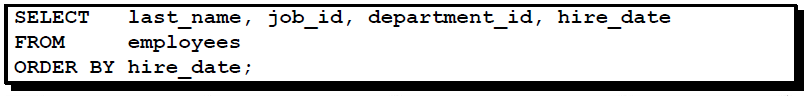 SELECT   last_name, job_id, department_id, hire_date
FROM     employees
ORDER BY hire_date;